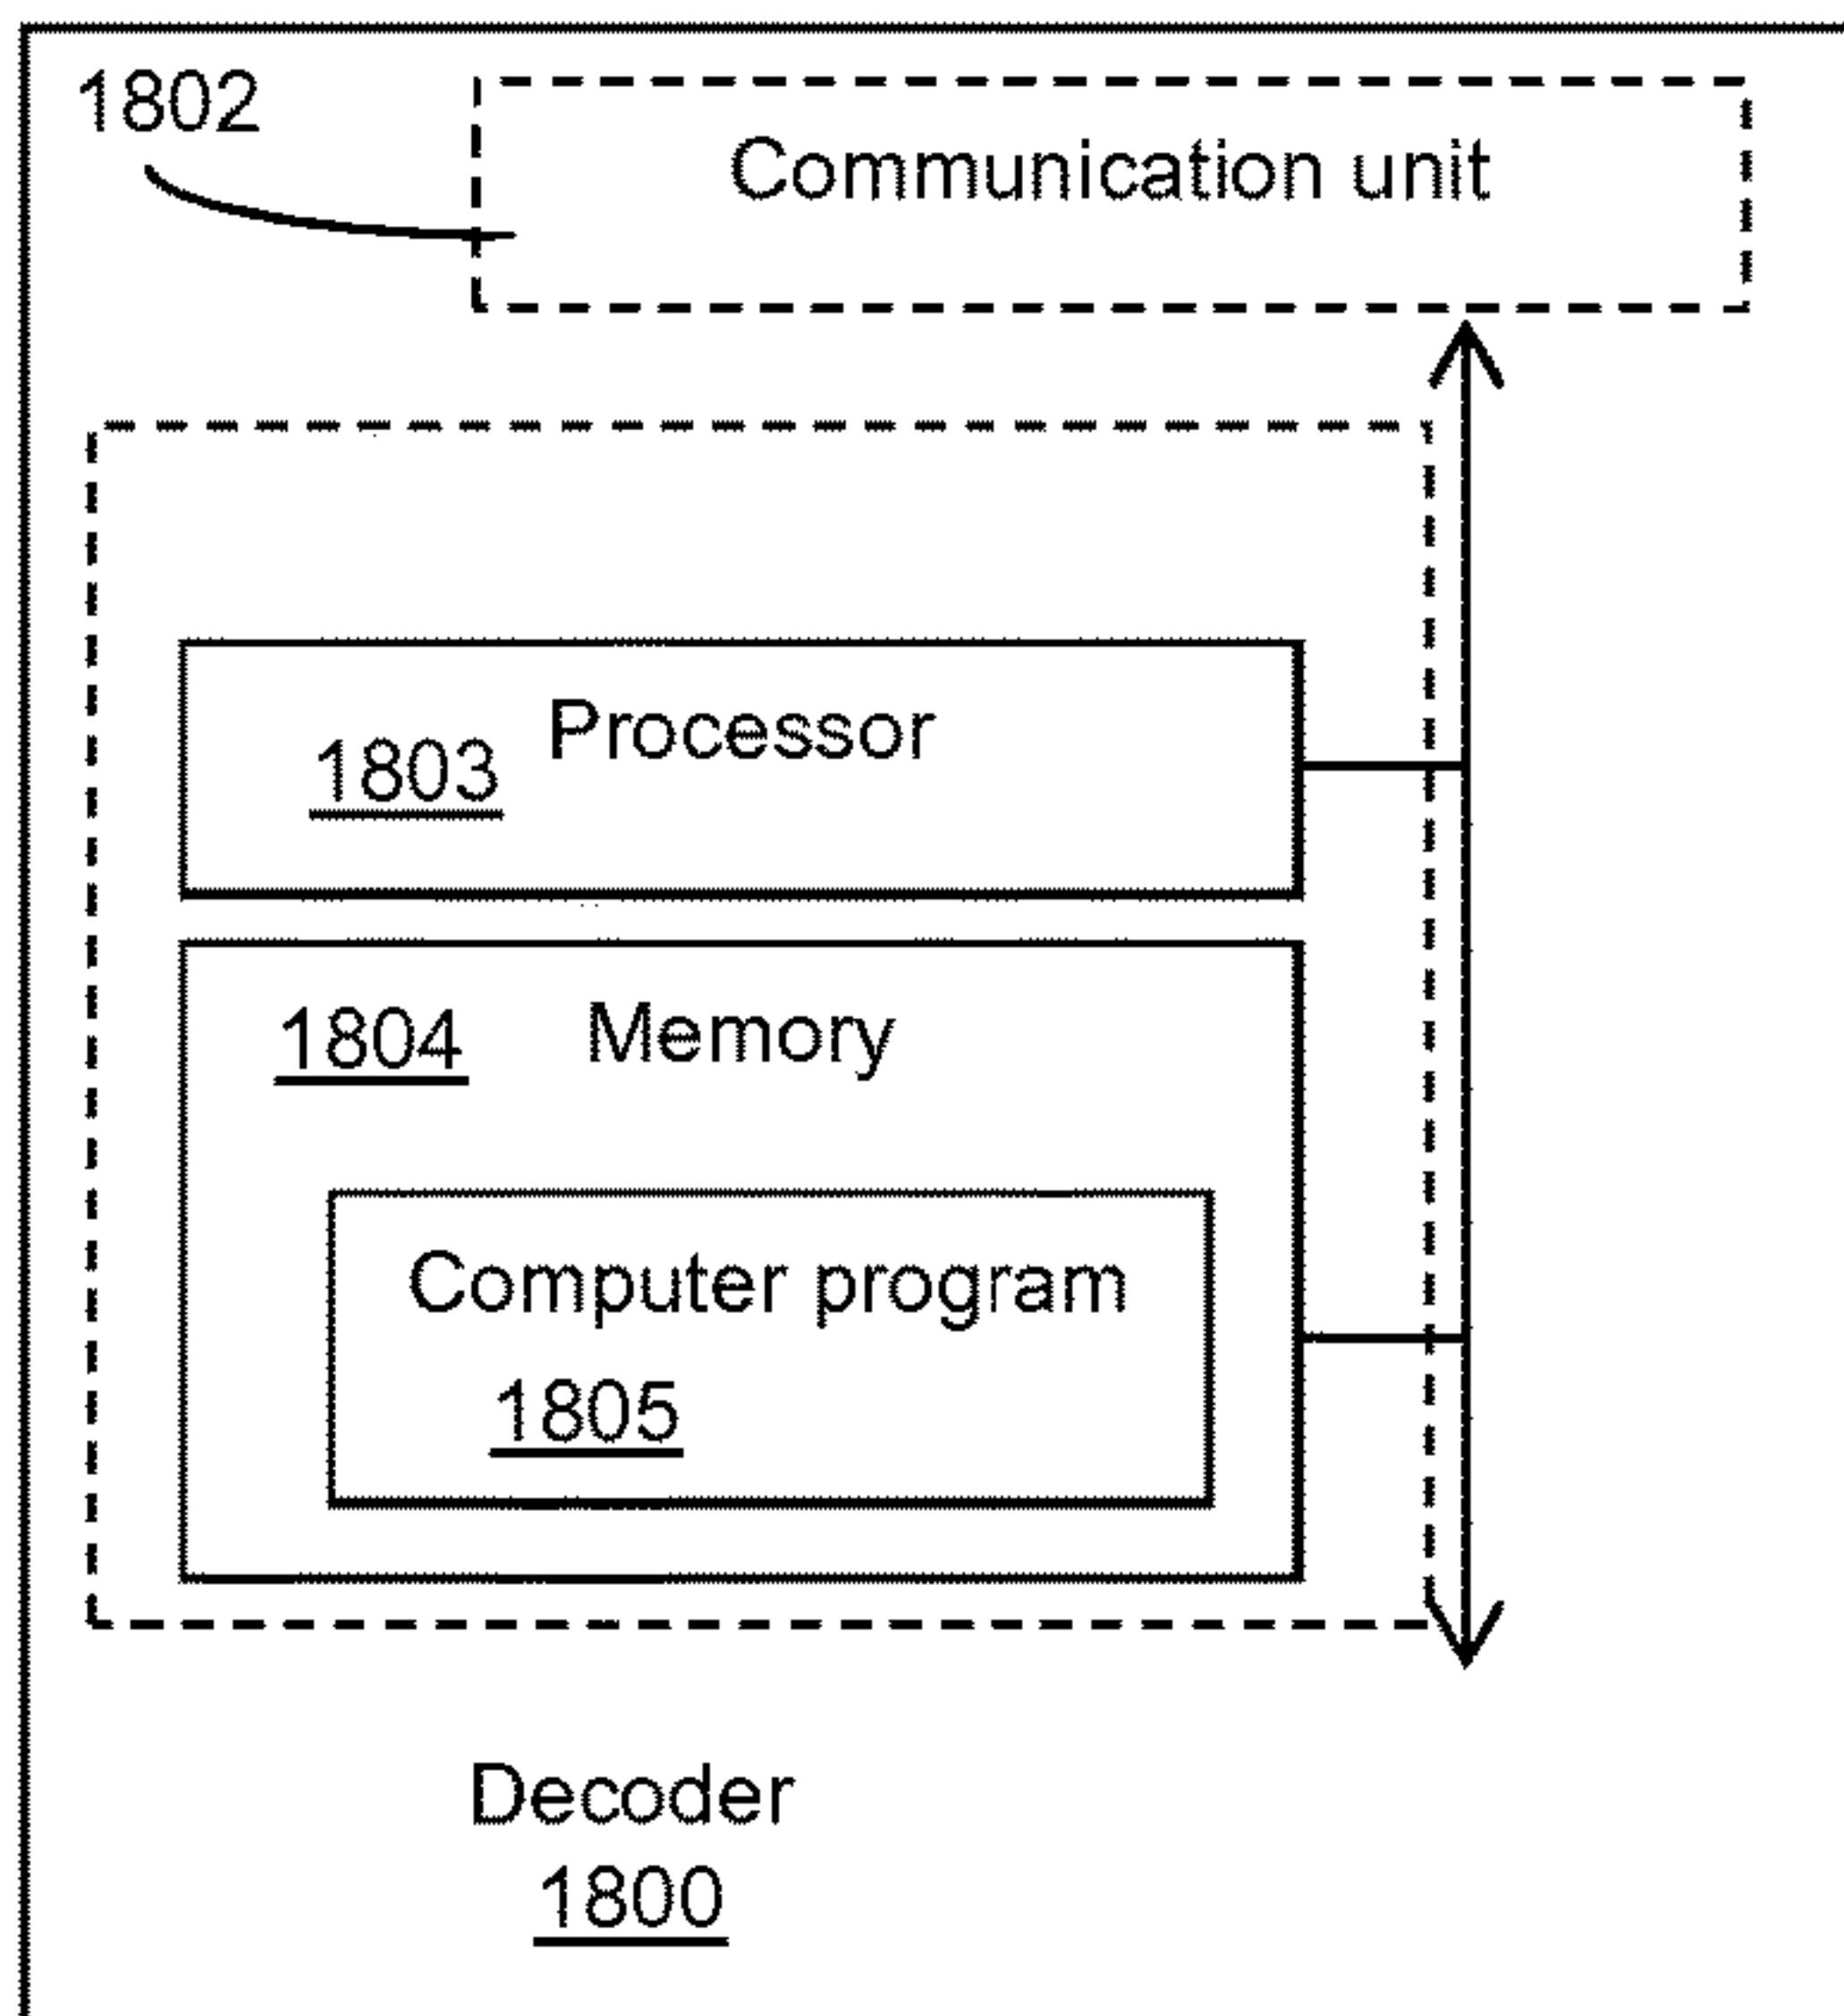 1802
Communication unit
Processor
1803
1804 Memory
Computer program
1805
Decoder
1800